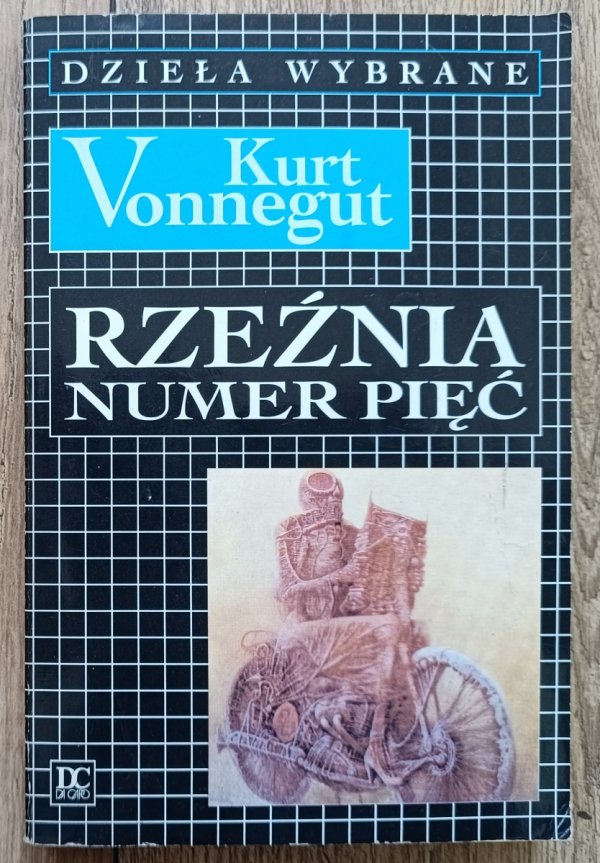 DZIEŁA WYBRANE
Kurt
Vonnegut
RZEŹNIA
NUMER PIĘĆ
DC
DA CAPO